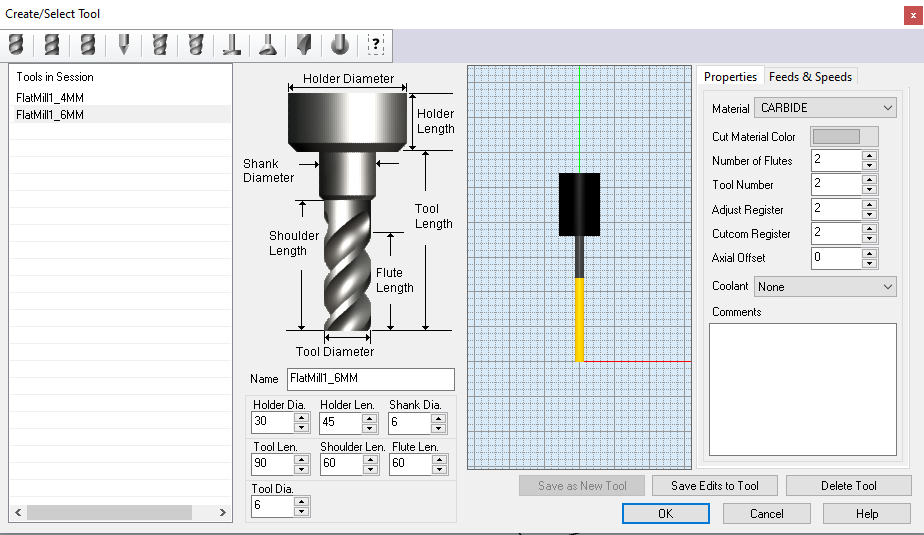 Create/Select Tool
x
?
Tools in Session
FlatMill1_4MM
FlatMill1_6MM
Holder Diameter
Holder
Length
Shank
Diameter
Tool
Length
Shoulder
Length
Flute
Length
Tool Diameter
Name FlatMill1_6MM
Holder Dia. Holder Len. Shank Dia.
30 45 6
Tool Len. Shoulder Len. Flute Len.
90 60 60
Tool Dia.
6
Properties Feeds & Speeds
Material CARBIDE
Cut Material Color
Number of Flutes 2
Tool Number 2
Adjust Register 2
Cutcom Register 2
Axial Offset 0
Coolant None
Comments
Save as New Tool Save Edits to Tool Delete Tool
OK Cancel Help